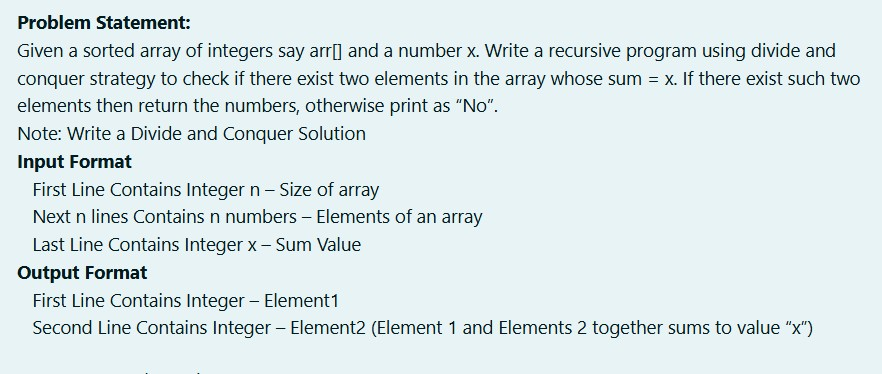 Problem Statement:
Given a sorted array of integers say arr[] and a number x. Write a recursive program using divide and
conquer strategy to check if there exist two elements in the array whose sum = x. If there exist such two
elements then return the numbers, otherwise print as “No”.
Note: Write a Divide and Conquer Solution
Input Format
First Line Contains Integer n – Size of array
Next n lines Contains n numbers – Elements of an array
Last Line Contains Integer x – Sum Value
Output Format
First Line Contains Integer – Element1
Second Line Contains Integer – Element2 (Element 1 and Elements 2 together sums to value “x”)